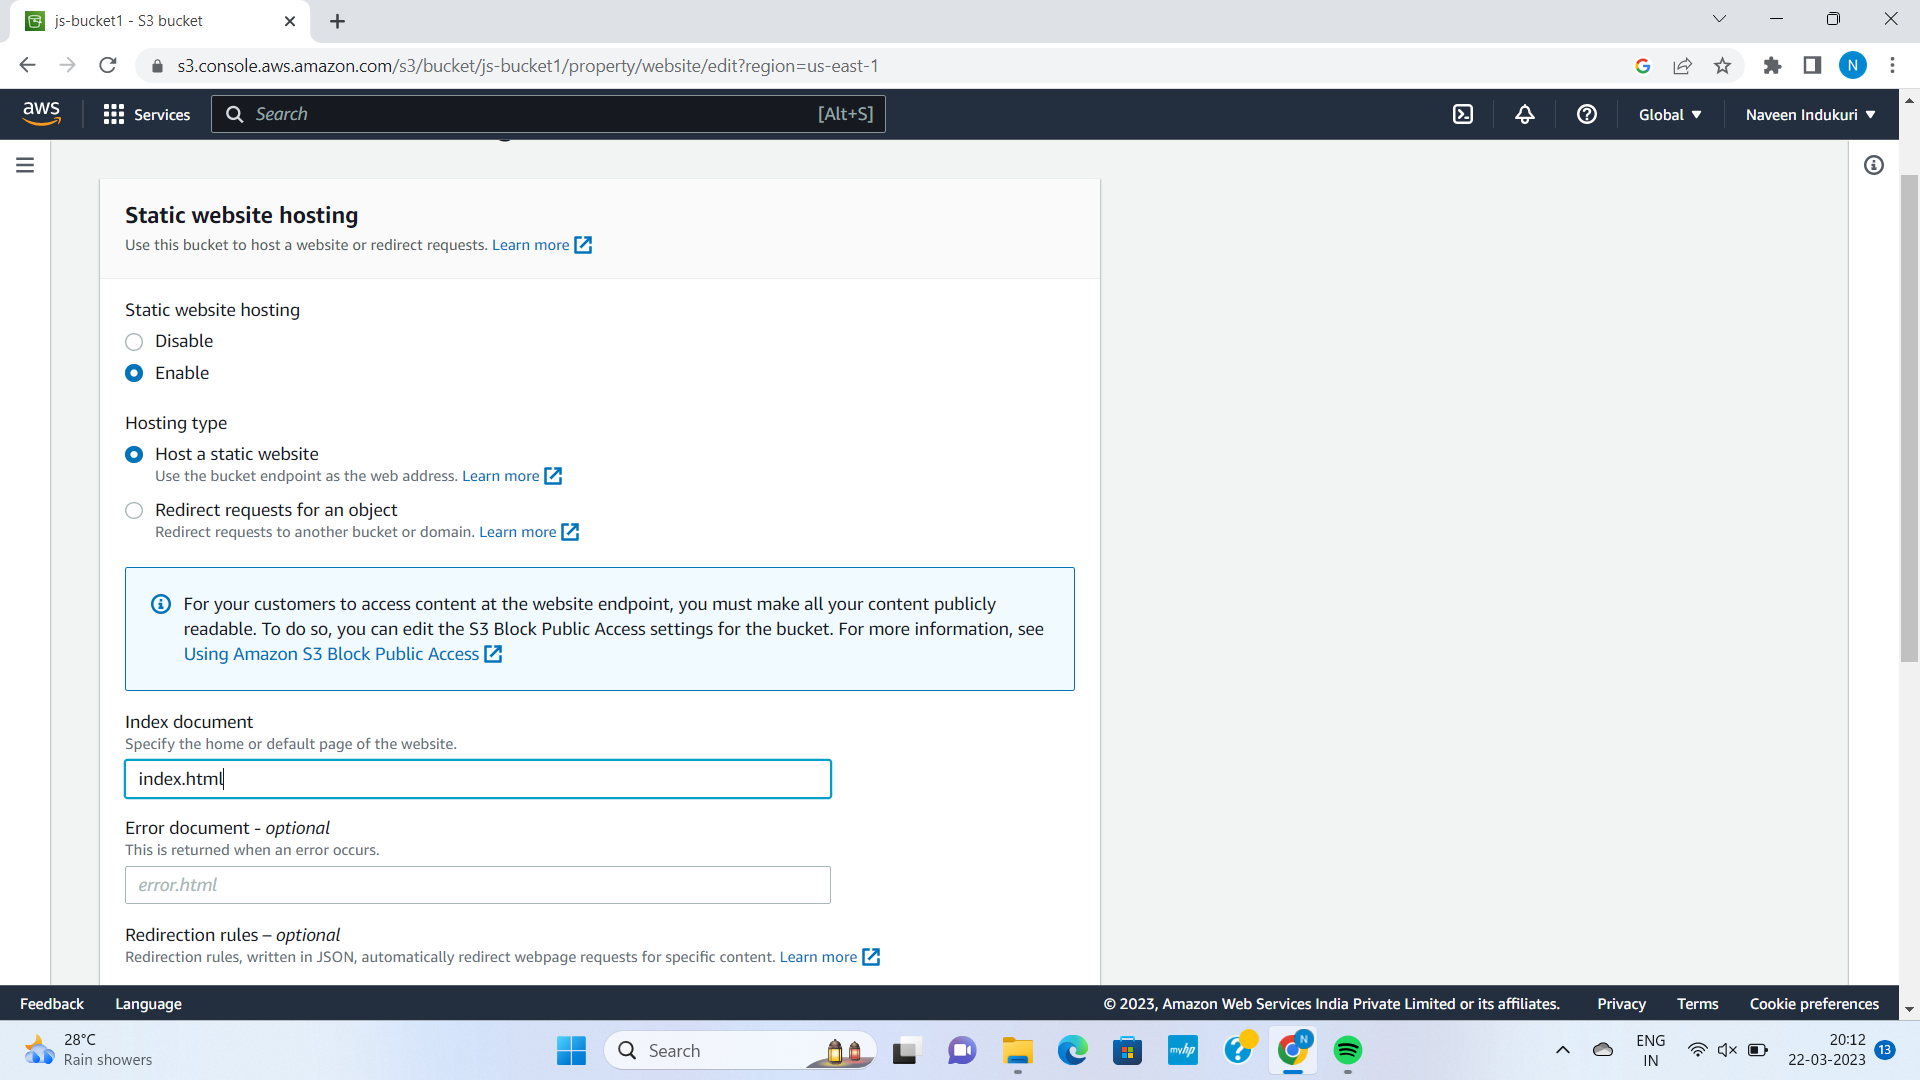 js-bucket1 - S3 bucket
s3.console.aws.amazon.com/s3/bucket/js-bucket1/property/website/edit?region=us-east-1
N
aws
Services
Search
[Alt+S]
Global
Naveen Indukuri
Static website hosting
Use this bucket to host a website or redirect requests. Learn more
Static website hosting
Disable
Enable
Hosting type
Host a static website
Use the bucket endpoint as the web address. Learn more
Redirect requests for an object
Redirect requests to another bucket or domain. Learn more
For your customers to access content at the website endpoint, you must make all your content publicly
readable. To do so, you can edit the S3 Block Public Access settings for the bucket. For more information, see
Using Amazon S3 Block Public Access
Index document
Specify the home or default page of the website.
index.html
Error document - optional
This is returned when an error occurs.
error.html
Redirection rules – optional
Redirection rules, written in JSON, automatically redirect webpage requests for specific content. Learn more
Feedback
Language
© 2023, Amazon Web Services India Private Limited or its affiliates.
Privacy
Terms
Cookie preferences
28°C
Rain showers
Search
myhp
N
ENG
IN
20:12
22-03-2023
13